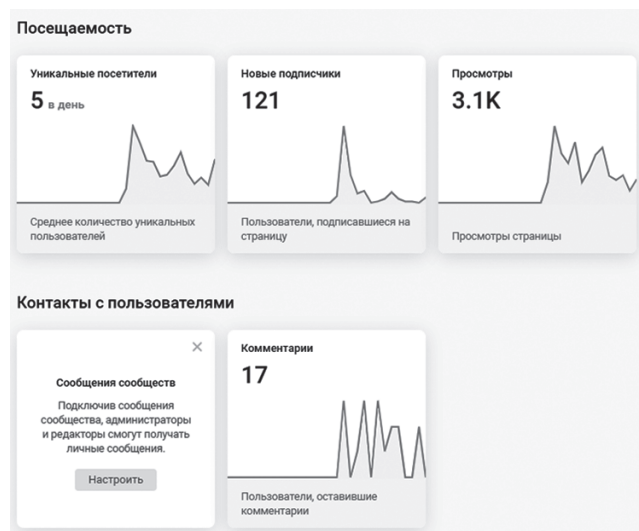 Посещаемость
Уникальные посетители
5 в день
Среднее количество уникальных
пользователей
Новые подписчики
121
Пользователи, подписавшиеся на
страницу
Просмотры
3.1K
Просмотры страницы
Контакты с пользователями
Сообщения сообществ
Подключив сообщения
сообщества, администраторы
и редакторы смогут получать
личные сообщения.
Настроить
Комментарии
17
Пользователи, оставившие
комментарии